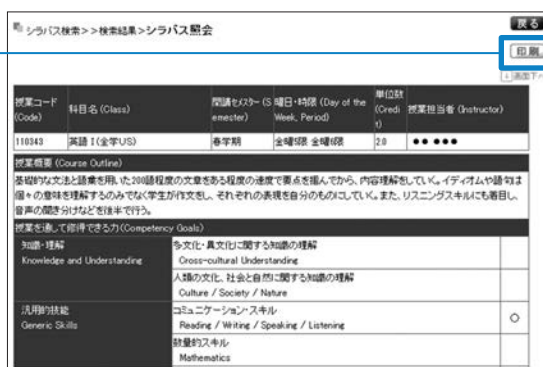 シラバス検索>>検索結果>シラバス照会
戻る
印刷
↓画面下へ
授業コード (Code)
科目名 (Class)
開講セメスター (Semester)
曜日・時限 (Day of the Week, Period)
単位数 (Credit)
授業担当者 (Instructor)
110343 英語 I(全学US) 春学期 金曜5限 金曜6限 2.0 ●● ●●●
授業概要 (Course Outline)
基礎的な文法と語彙を用いた200語程度の文章をある程度の速度で要点を掴んでから、内容理解をしていく。イディオムや語句は
個々の意味を理解するのみでなく学生が作文をし、それぞれの表現を自分のものにしていく。また、リスニングスキルにも着目し、
音声の聞き分けなどを後半で行う。
授業を通して修得できる力(Competency Goals)
知識・理解
Knowledge and Understanding
多文化・異文化に関する知識の理解
Cross-cultural Understanding
人類の文化、社会と自然に関する知識の理解
Culture / Society / Nature
汎用的技能
Generic Skills
コミュニケーション・スキル
Reading / Writing / Speaking / Listening
○
数量的スキル
Mathematics